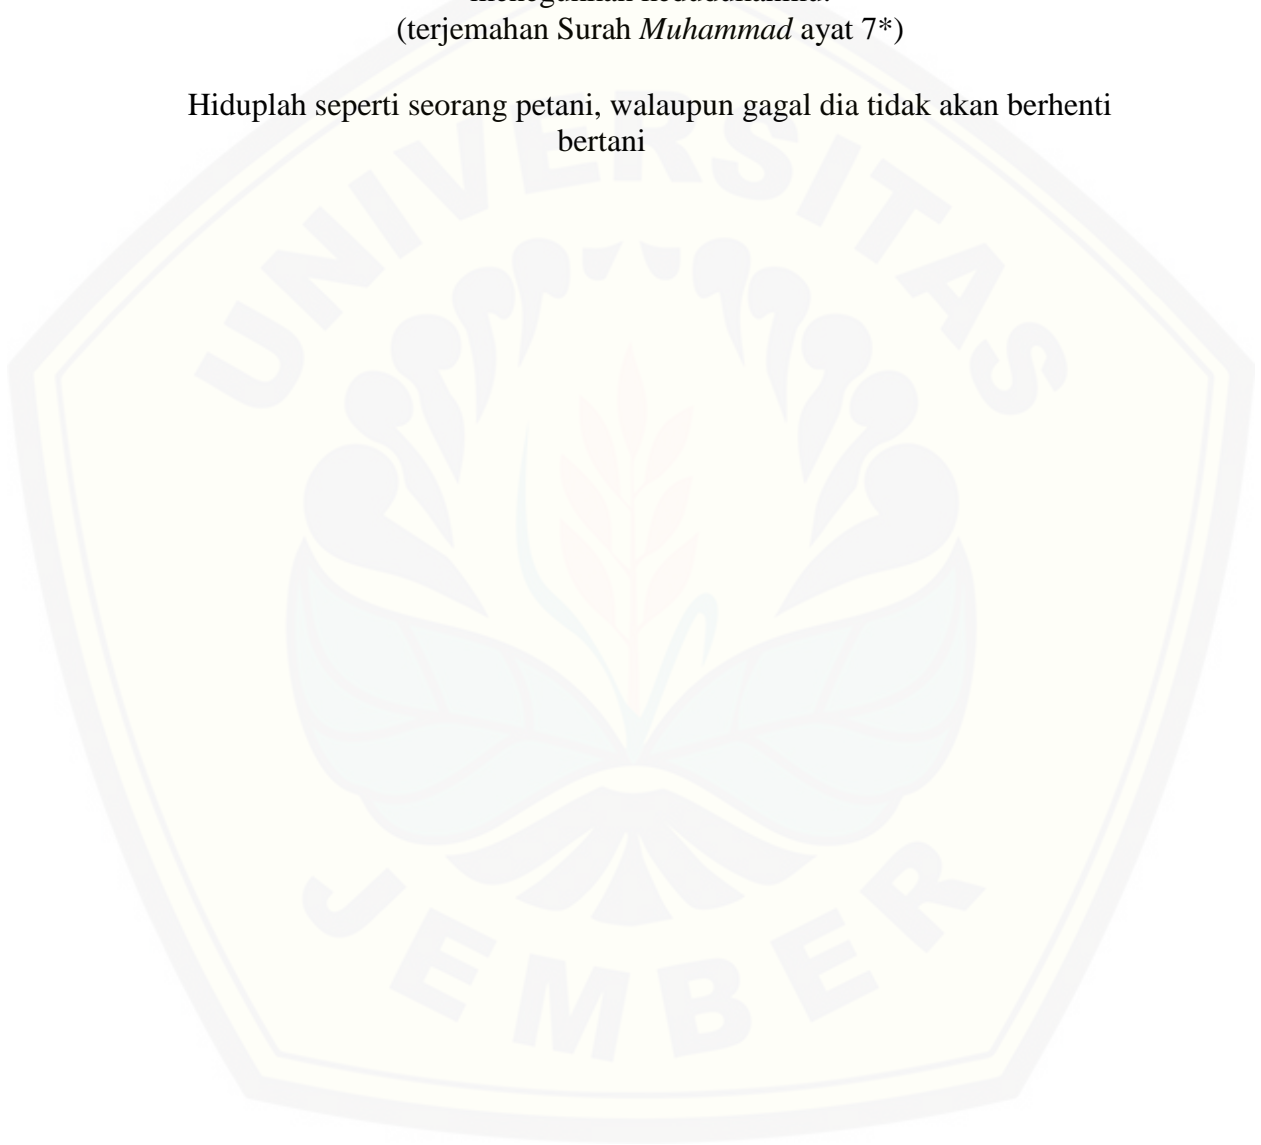 (terjemahan Surah Muhammad ayat 7*)
Hiduplah seperti seorang petani, walaupun gagal dia tidak akan berhenti
bertani
UNIVERSITAS
JEMBER